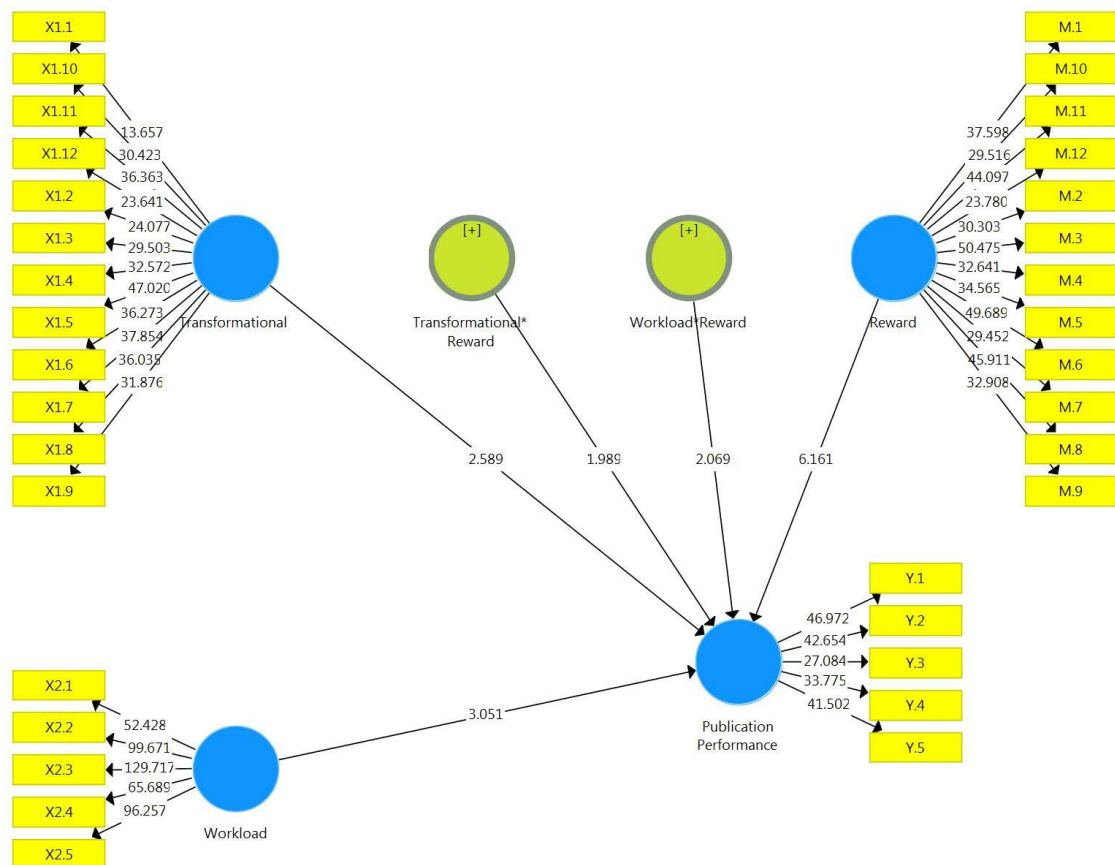 X1.1
X1.10
X1.11
X1.12
X1.2
X1.3
X1.4
X1.5
X1.6
X1.7
X1.8
X1.9
13.657
30.423
36.363
23.641
24.077
29.503
32.572
47.020
36.273
37.854
36.035
31.876
Transformational
[+]
Transformational*
Reward
[+]
Workload*Reward
Reward
37.598
29.516
44.097
23.780
30.303
50.475
32.641
34.565
49.689
29.452
45.911
32.908
M.1
M.10
M.11
M.12
M.2
M.3
M.4
M.5
M.6
M.7
M.8
M.9
2.589
1.989
2.069
6.161
3.051
X2.1
X2.2
X2.3
X2.4
X2.5
52.428
99.671
129.717
65.689
96.257
Workload
Publication
Performance
46.972
42.654
27.084
33.775
41.502
Y.1
Y.2
Y.3
Y.4
Y.5